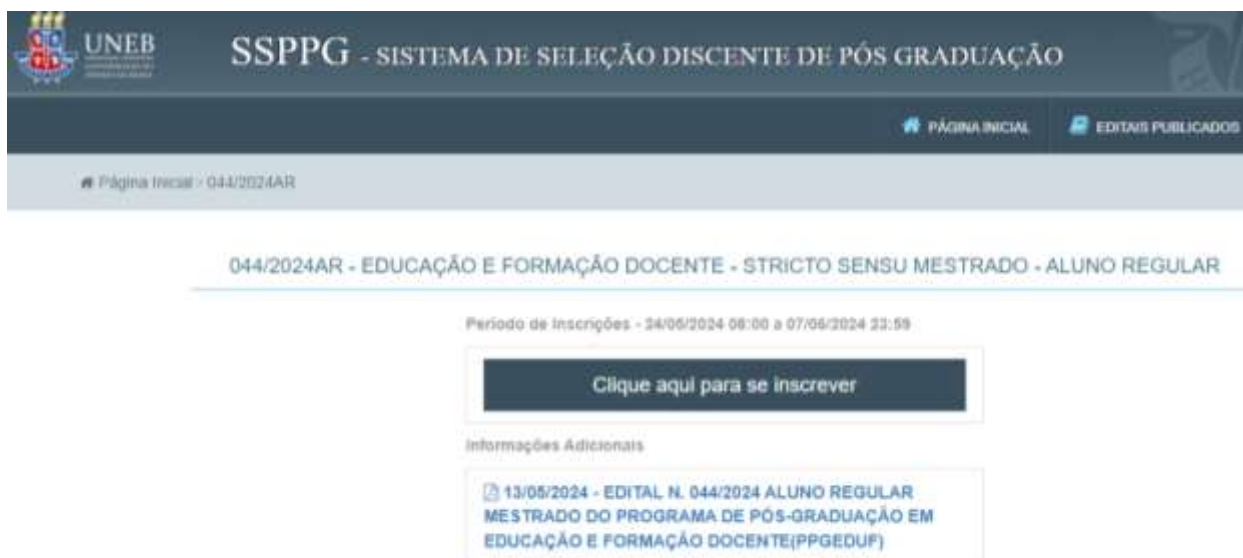 UNEB
SSPPG - SISTEMA DE SELEÇÃO DISCENTE DE PÓS GRADUAÇÃO
PÁGINA INICIAL EDITAIS PUBLICADOS
Página Inicial > 044/2024AR
044/2024AR - EDUCAÇÃO E FORMAÇÃO DOCENTE - STRICTO SENSU MESTRADO - ALUNO REGULAR
Período de Inscrições - 24/05/2024 08:00 a 07/06/2024 23:59
Clique aqui para se inscrever
Informações Adicionais
13/05/2024 - EDITAL N. 044/2024 ALUNO REGULAR
MESTRADO DO PROGRAMA DE PÓS-GRADUAÇÃO EM
EDUCAÇÃO E FORMAÇÃO DOCENTE(PPGEDUF)